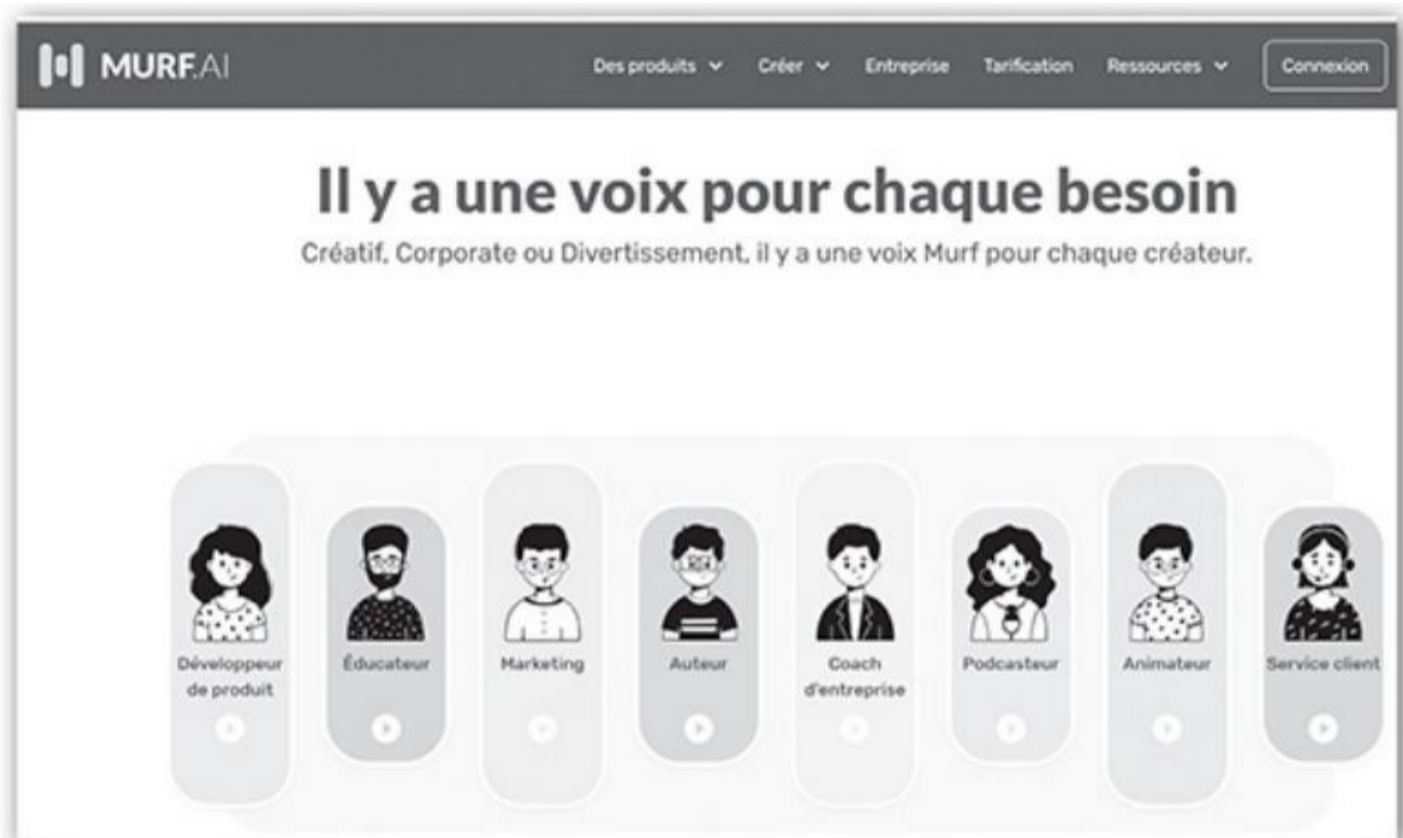 MURF.AI
Des produits Créer Entreprise Tarification Ressources Connexion
Il y a une voix pour chaque besoin
Créatif, Corporate ou Divertissement, il y a une voix Murf pour chaque créateur.
Développeur
de produit
Éducateur
Marketing
Auteur
Coach
d'entreprise
Podcasteur
Animateur
Service client